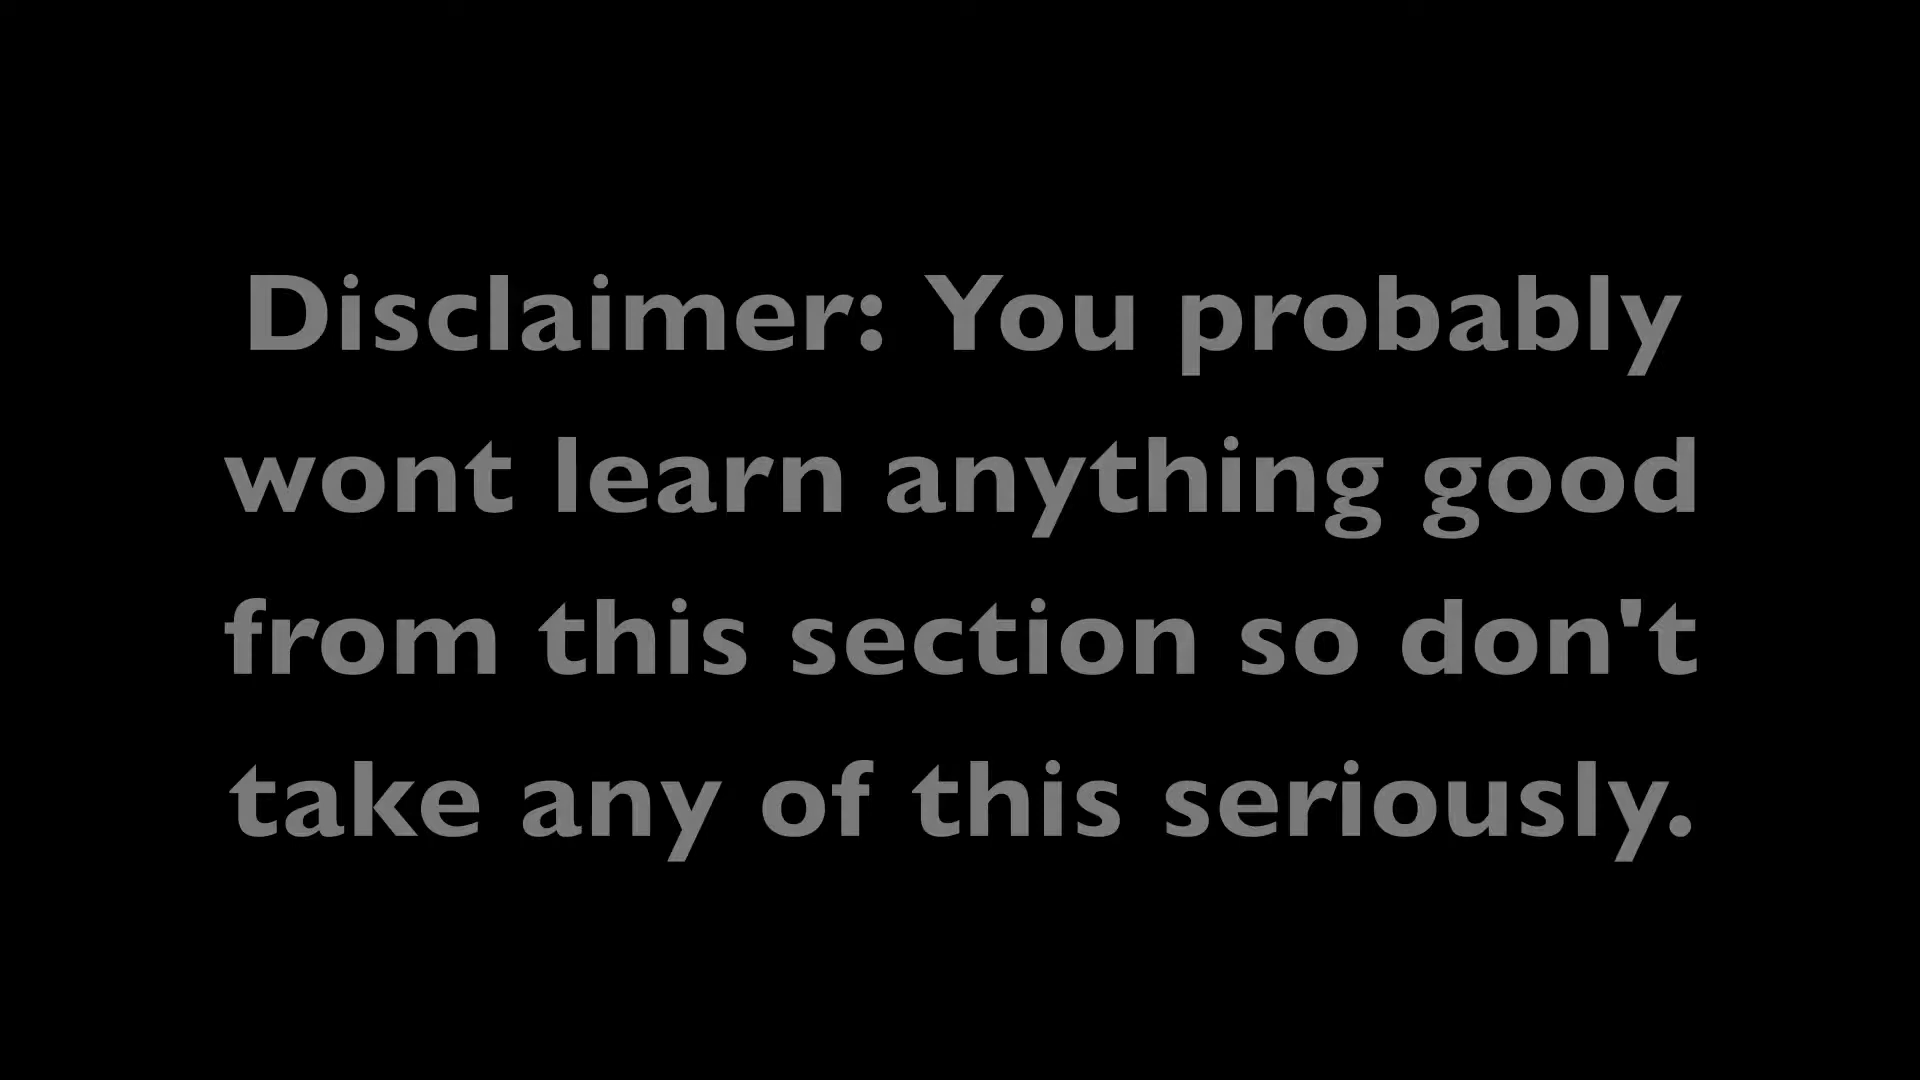 Disclaimer: You probably
wont learn anything good
from this section so don't
take any of this seriously.